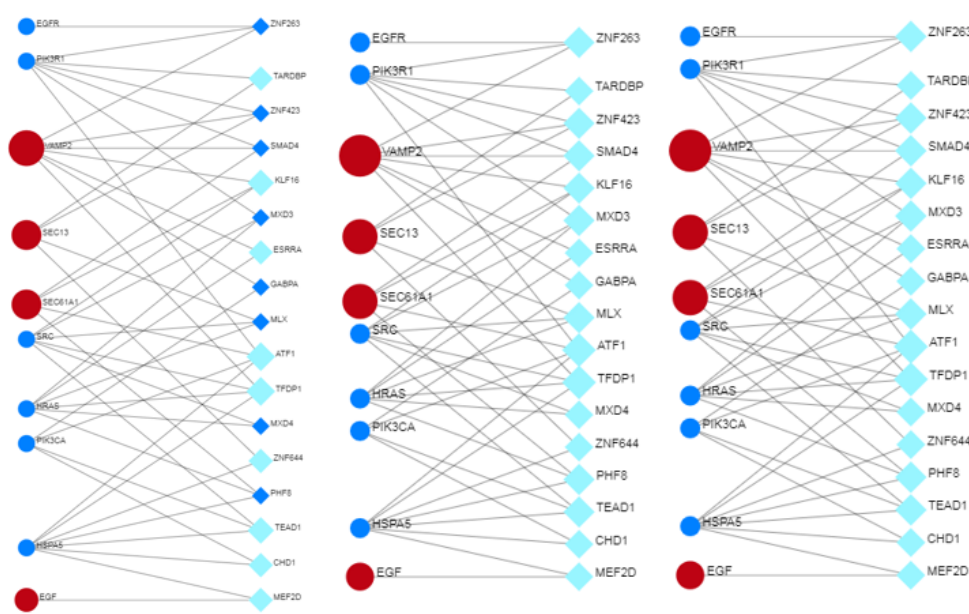 EGFR
PIK3R1
VAMP2
SEC13
SEC61A1
SRC
HRAS
PIK3CA
HSPA5
EGF
ZNF263
TARDBP
ZNF423
SMAD4
KLF16
MXD3
ESRRA
GABPA
MLX
ATF1
TFDP1
MXD4
ZNF644
PHF8
TEAD1
CHD1
MEF2D
EGFR
PIK3R1
VAMP2
SEC13
SEC61A1
SRC
HRAS
PIK3CA
HSPA5
EGF
ZNF263
TARDBP
ZNF423
SMAD4
KLF16
MXD3
ESRRA
GABPA
MLX
ATF1
TFDP1
MXD4
ZNF644
PHF8
TEAD1
CHD1
MEF2D
EGFR
PIK3R1
VAMP2
SEC13
SEC61A1
SRC
HRAS
PIK3CA
HSPA5
EGF
ZNF263
TARDB
ZNF423
SMAD4
KLF16
MXD3
ESRRA
GABPA
MLX
ATF1
TFDP1
MXD4
ZNF644
PHF8
TEAD1
CHD1
MEF2D